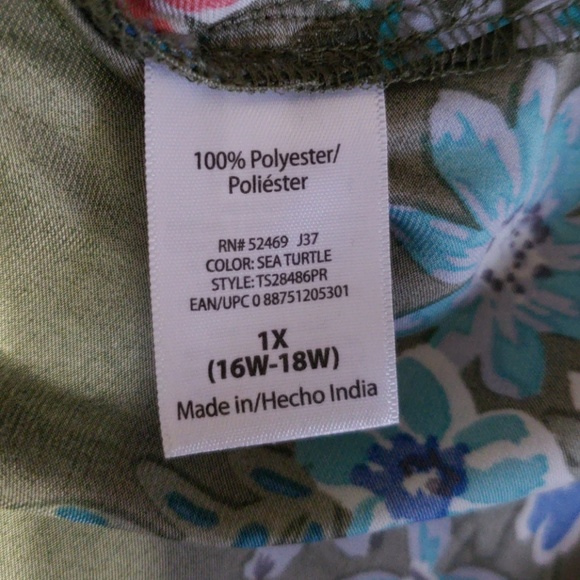 100% Polyester/
Poliéster
RN# 52469 J37
COLOR: SEA TURTLE
STYLE: TS28486PR
EAN/UPC 0 88751205301
1X
(16W-18W)
Made in/Hecho India